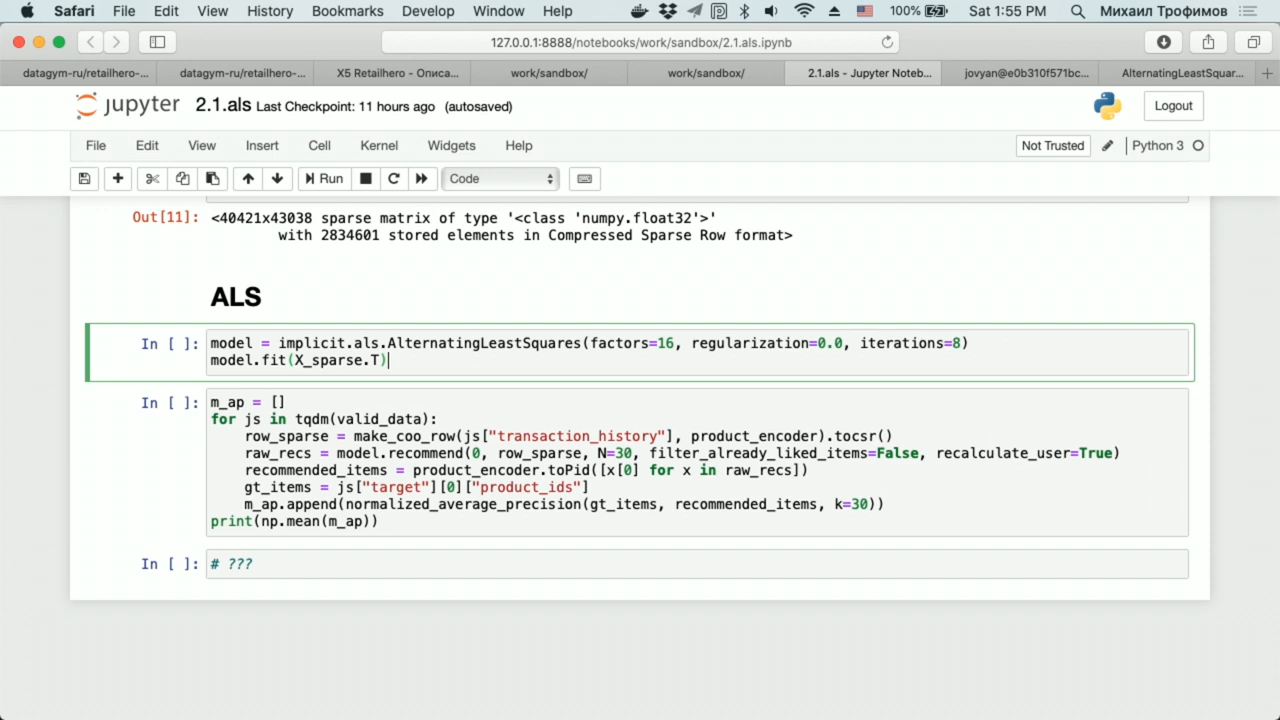 Safari File Edit View History Bookmarks Develop Window Help 100% Sat 1:55 PM Михаил Трофимов
127.0.0.1:8888/notebooks/work/sandbox/2.1.als.ipynb
datagym-ru/retailhero-... datagym-ru/retailhero-... X5 Retailhero - Описа... work/sandbox/ work/sandbox/ 2.1.als - Jupyter Noteb... jovyan@e0b310f571bc... AlternatingLeastSquar...
jupyter 2.1.als Last Checkpoint: 11 hours ago (autosaved) Logout
File Edit View Insert Cell Kernel Widgets Help Not Trusted Python 3
Run Code
Out[11]: <40421x43038 sparse matrix of type '<class 'numpy.float32'>'
with 2834601 stored elements in Compressed Sparse Row format>
ALS
In [ ]: model = implicit.als.AlternatingLeastSquares(factors=16, regularization=0.0, iterations=8)
model.fit(X_sparse.T)
In [ ]: m_ap = []
for js in tqdm(valid_data):
row_sparse = make_coo_row(js["transaction_history"], product_encoder).tocsr()
raw_recs = model.recommend(0, row_sparse, N=30, filter_already_liked_items=False, recalculate_user=True)
recommended_items = product_encoder.toPid([x[0] for x in raw_recs])
gt_items = js["target"][0]["product_ids"]
m_ap.append(normalized_average_precision(gt_items, recommended_items, k=30))
print(np.mean(m_ap))
In [ ]: # ???